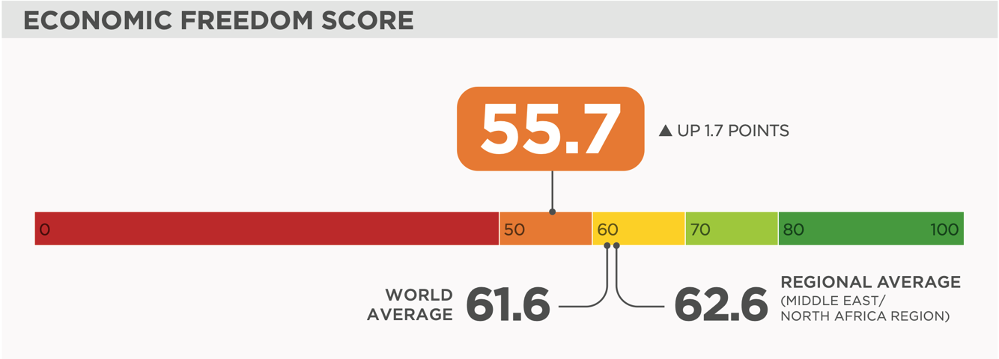 ECONOMIC FREEDOM SCORE
55.7
▲ UP 1.7 POINTS
0
50
60
70
80
100
WORLD
AVERAGE
61.6
62.6
REGIONAL AVERAGE
(MIDDLE EAST/
NORTH AFRICA REGION)